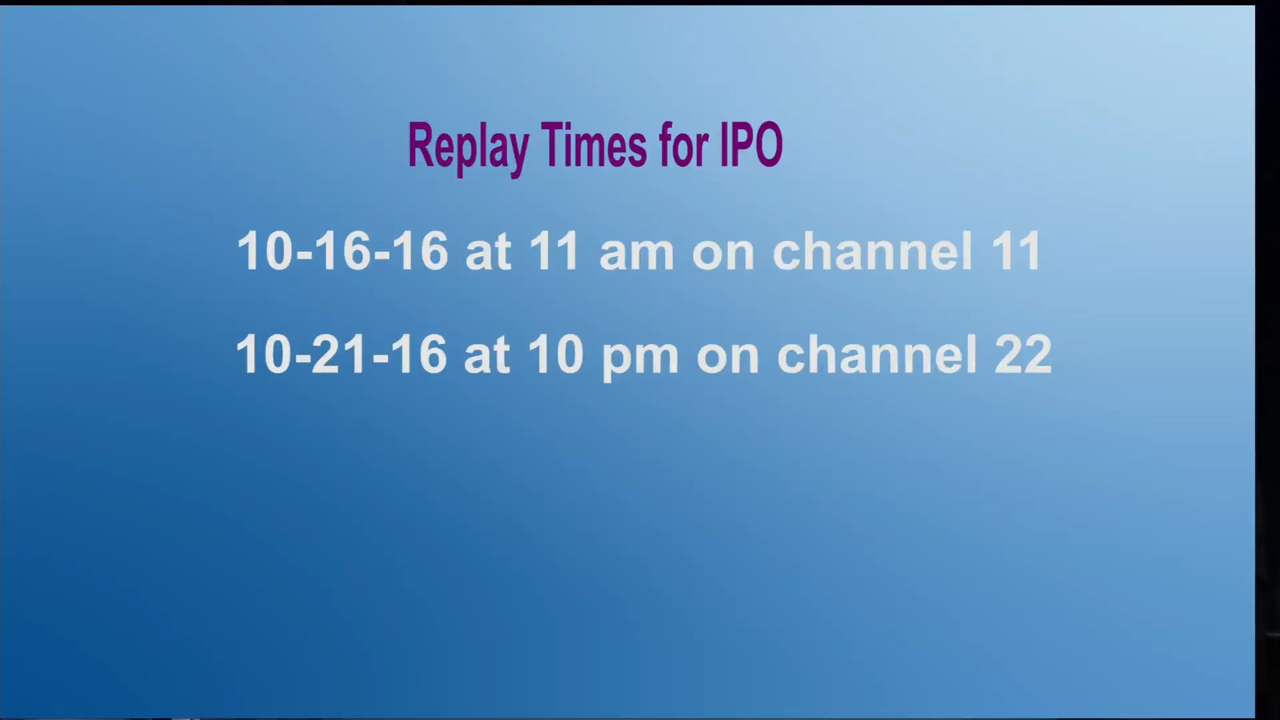 Replay Times for IPO
10-16-16 at 11 am on channel 11
10-21-16 at 10 pm on channel 22